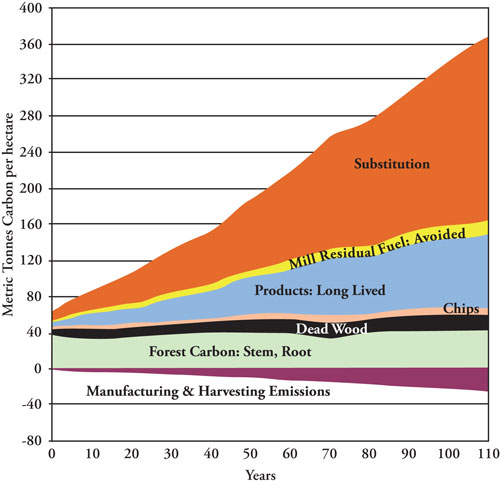 Metric Tonnes Carbon per hectare
400
360
320
280
240
200
160
120
80
40
0
-40
-80
Substitution
Mill Residual Fuel: Avoided
Products: Long Lived
Chips
Dead Wood
Forest Carbon: Stem, Root
Manufacturing & Harvesting Emissions
0 10 20 30 40 50 60 70 80 90 100 110
Years